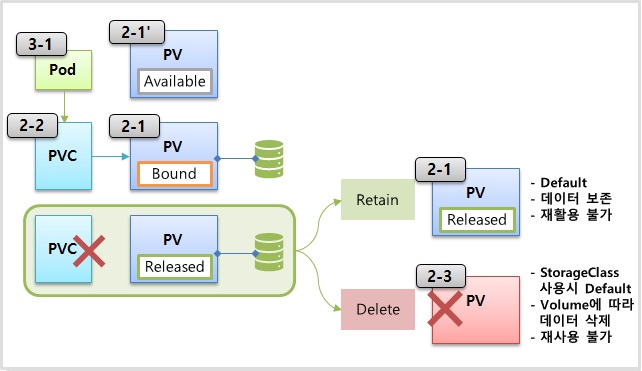 3-1
Pod
2-1'
PV
Available
2-2
PVC
2-1
PV
Bound
PVC
PV
Released
Retain
2-1
PV
Released
- Default
- 데이터 보존
- 재활용 불가
Delete
2-3
PV
- StorageClass
사용시 Default
- Volume에 따라
데이터 삭제
- 재사용 불가